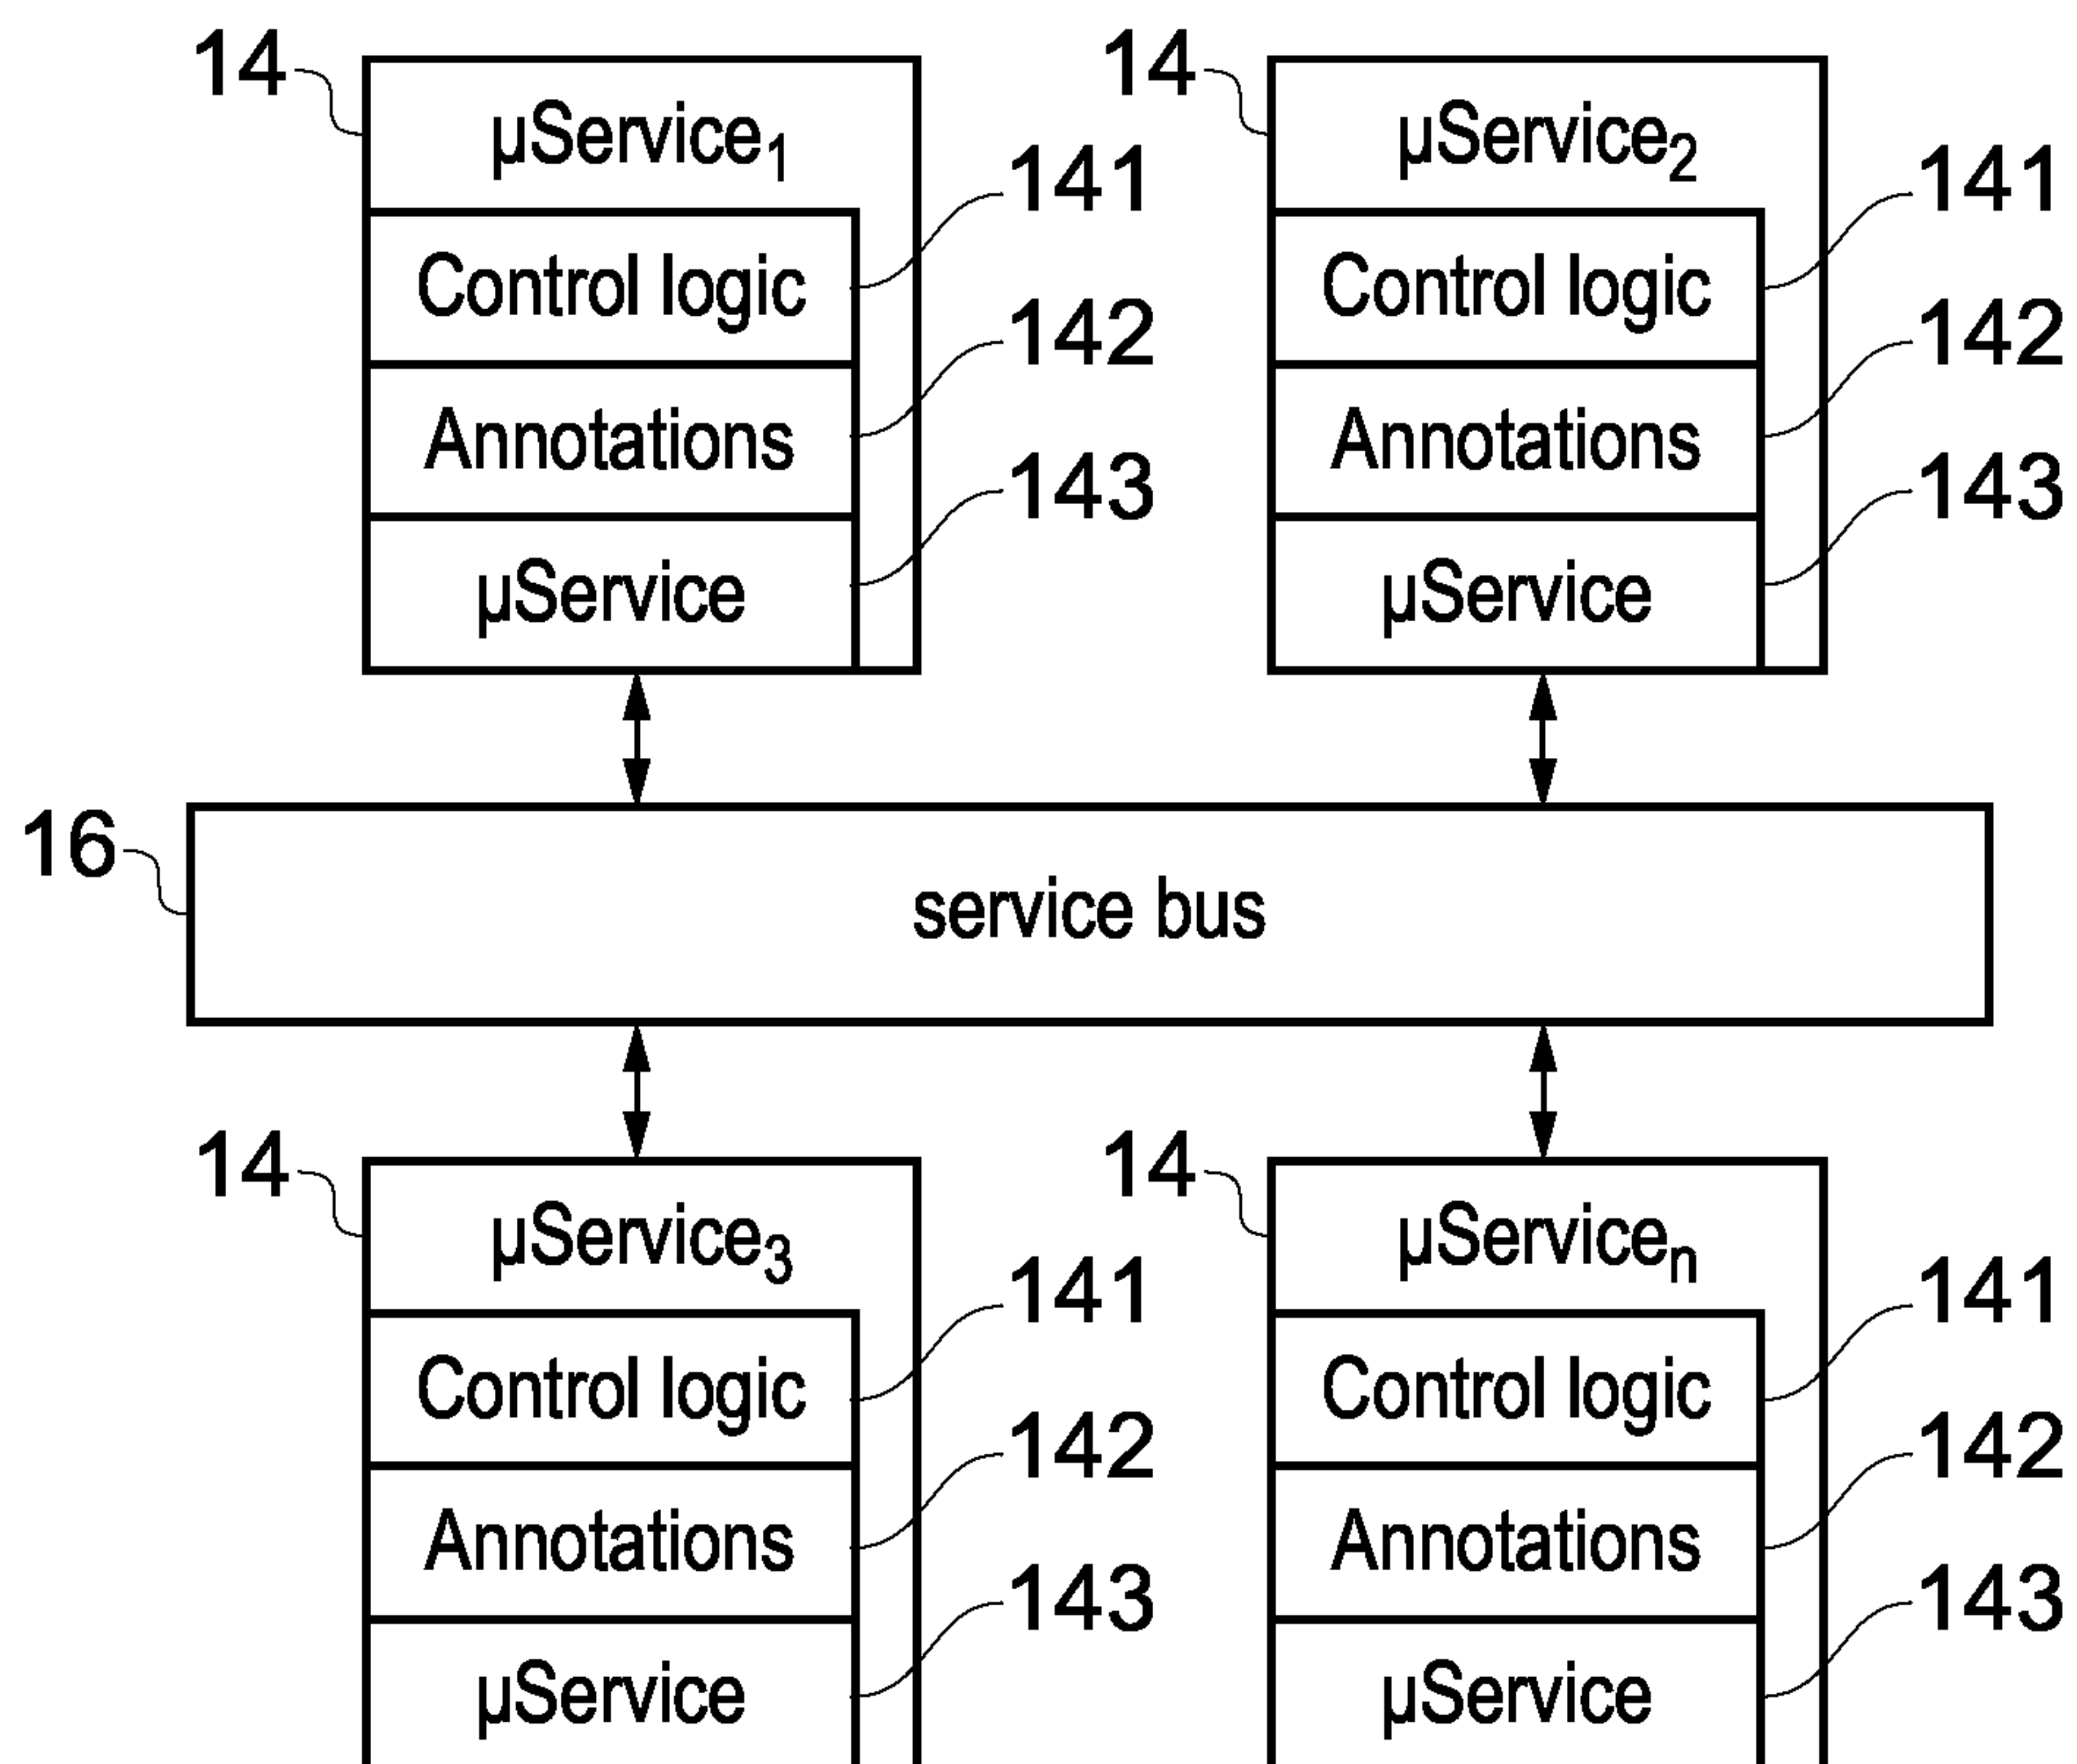 14 μService1 14 μService2
141 141
Control logic Control logic
142 142
Annotations Annotations
143 143
μService μService
16
service bus
14 μService3 14 μServicen
141 141
Control logic Control logic
142 142
Annotations Annotations
143 143
μService μService